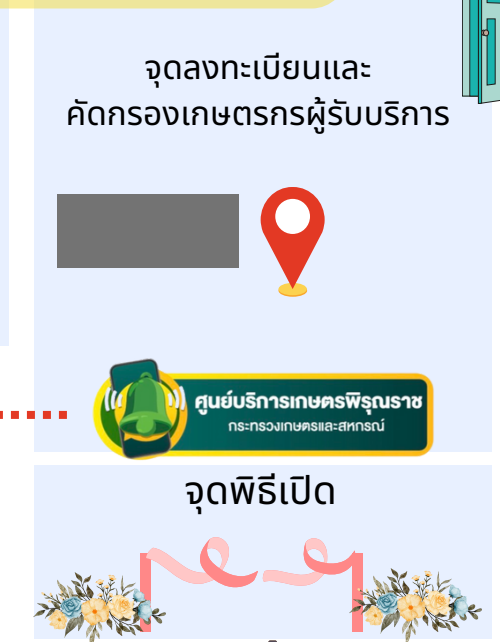 จุดลงทะเบียนและ
คัดกรองเกษตรกรผู้รับบริการ
ศูนย์บริการเกษตรพิรุณราช
กระทรวงเกษตรและสหกรณ์
จุดพิธีเปิด